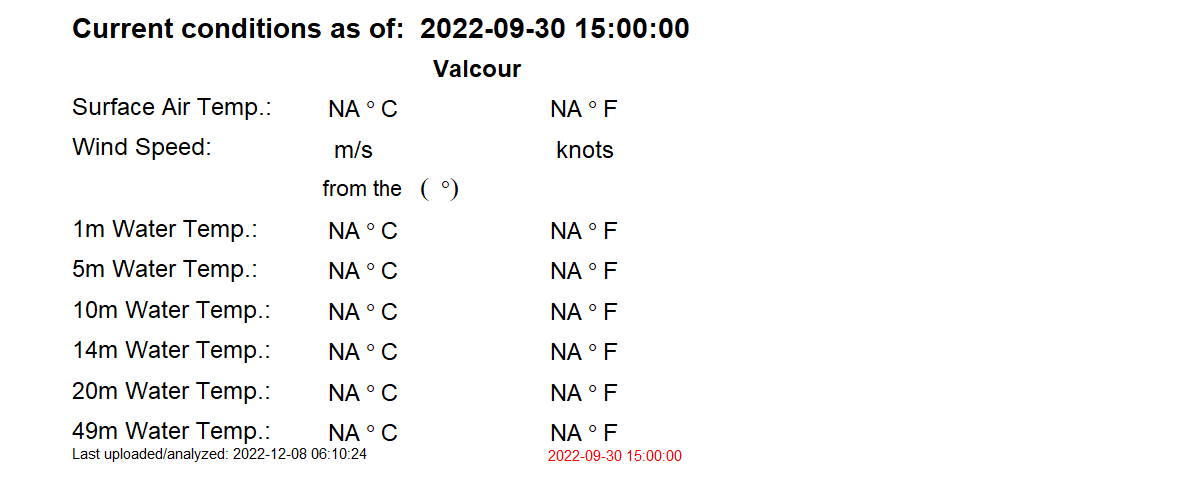 Current conditions as of: 2022-09-30 15:00:00
Valcour
Surface Air Temp.: NA ° C NA ° F
Wind Speed: m/s knots
from the ( °)
1m Water Temp.: NA ° C NA ° F
5m Water Temp.: NA ° C NA ° F
10m Water Temp.: NA ° C NA ° F
14m Water Temp.: NA ° C NA ° F
20m Water Temp.: NA ° C NA ° F
49m Water Temp.: NA ° C NA ° F
Last uploaded/analyzed: 2022-12-08 06:10:24 2022-09-30 15:00:00